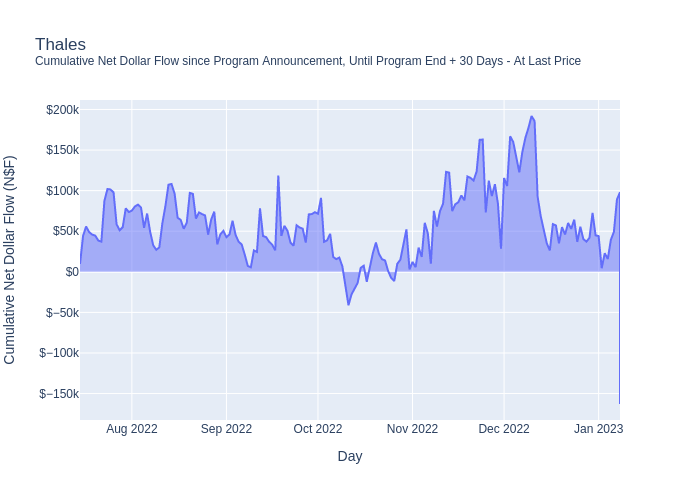 Thales
Cumulative Net Dollar Flow since Program Announcement, Until Program End + 30 Days - At Last Price
Cumulative Net Dollar Flow (N$F)
$200k
$150k
$100k
$50k
$0
$−50k
$−100k
$−150k
Aug 2022 Sep 2022 Oct 2022 Nov 2022 Dec 2022 Jan 2023
Day